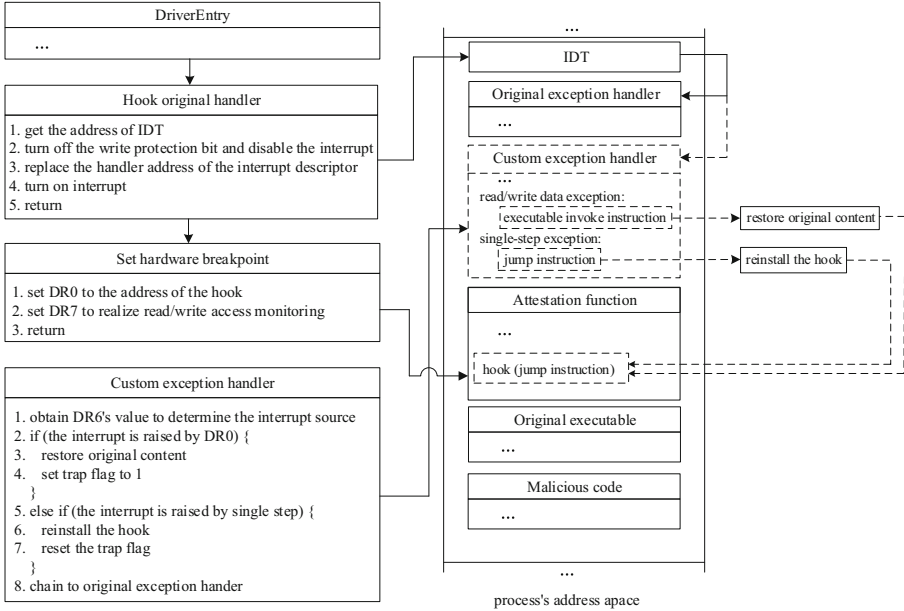 DriverEntry
...
Hook original handler
1. get the address of IDT
2. turn off the write protection bit and disable the interrupt
3. replace the handler address of the interrupt descriptor
4. turn on interrupt
5. return
Set hardware breakpoint
1. set DR0 to the address of the hook
2. set DR7 to realize read/write access monitoring
3. return
Custom exception handler
1. obtain DR6's value to determine the interrupt source
2. if (the interrupt is raised by DR0) {
3. restore original content
4. set trap flag to 1
}
5. else if (the interrupt is raised by single step) {
6. reinstall the hook
7. reset the trap flag
}
8. chain to original exception hander
...
IDT
Original exception handler
...
Custom exception handler
...
read/write data exception:
executable invoke instruction
single-step exception:
jump instruction
restore original content
reinstall the hook
Attestation function
...
hook (jump instruction)
Original executable
...
Malicious code
...
...
process's address apace